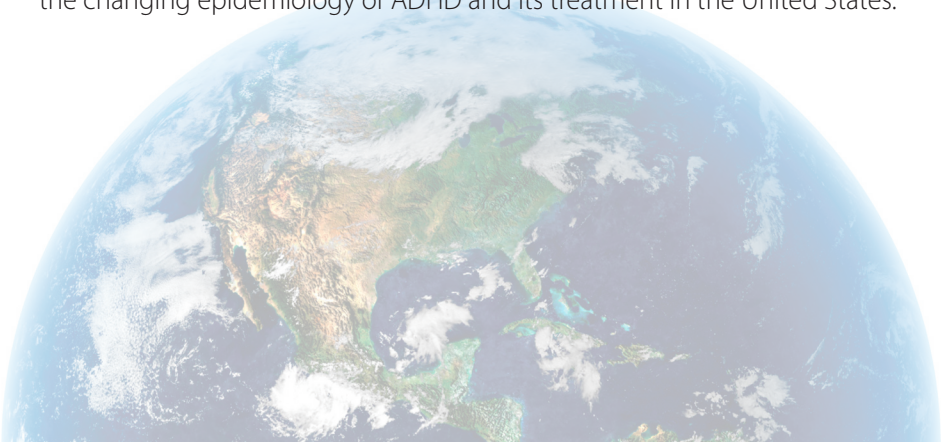 the changing epidemiology of ADHD and its treatment in the United States.